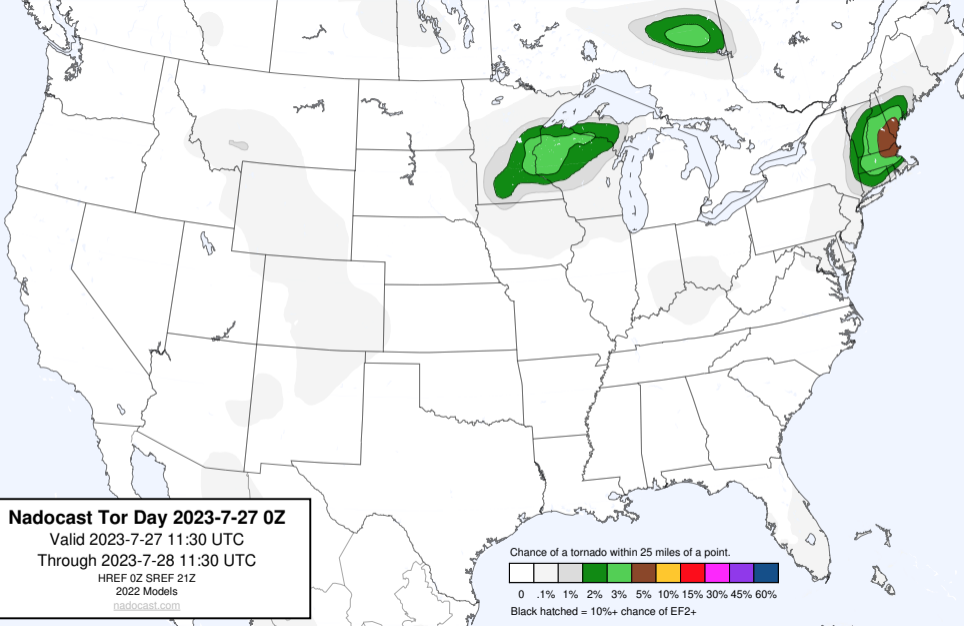 Nadocast Tor Day 2023-7-27 0Z
Valid 2023-7-27 11:30 UTC
Through 2023-7-28 11:30 UTC
HREF 0Z SREF 21Z
2022 Models
nadocast.com
Chance of a tornado within 25 miles of a point.
0 .1% 1% 2% 3% 5% 10% 15% 30% 45% 60%
Black hatched = 10%+ chance of EF2+